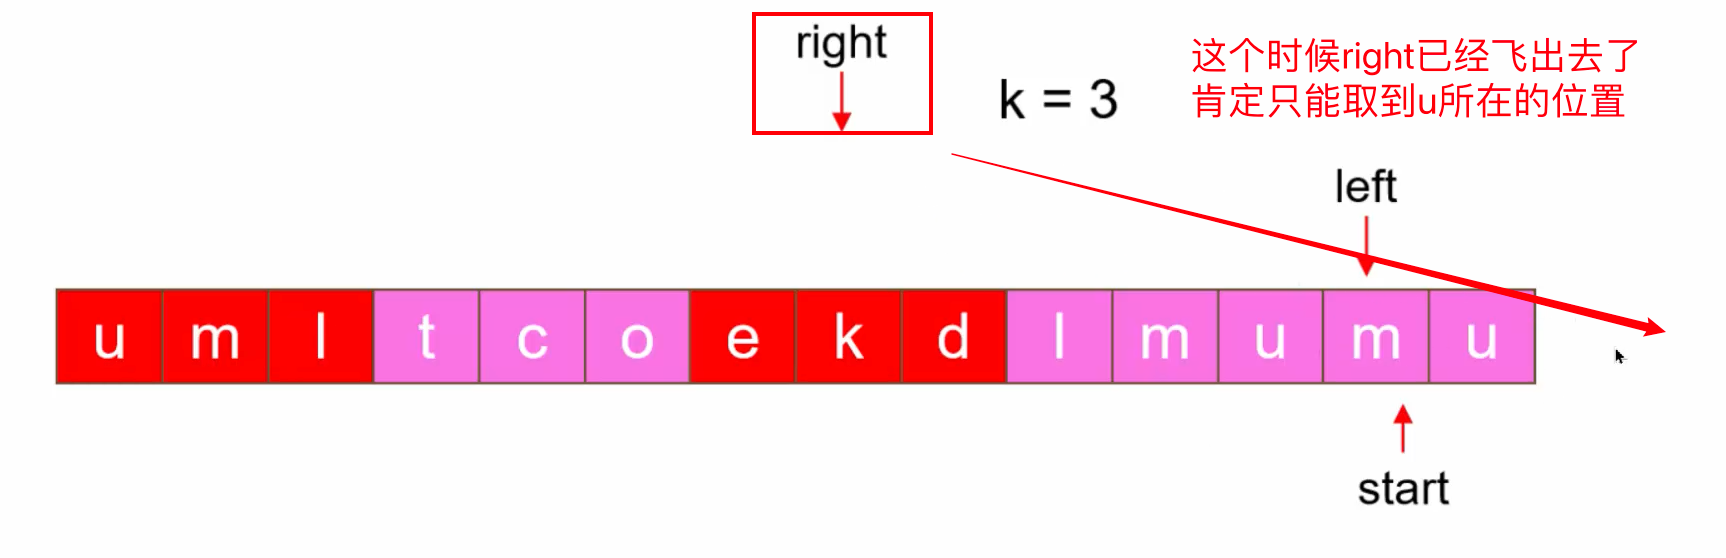 right
k = 3
这个时候right已经飞出去了
肯定只能取到u所在的位置
left
u m l t c o e k d l m u m u
start